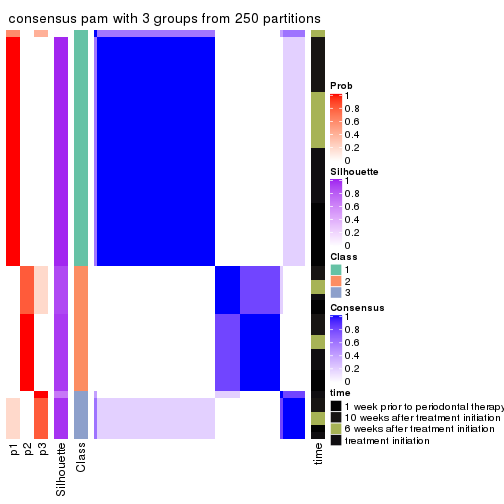 consensus pam with 3 groups from 250 partitions
Prob
1
0.8
0.6
0.4
0.2
0
Silhouette
1
0.8
0.6
0.4
0.2
0
Class
1
2
3
Consensus
1
0.8
0.6
0.4
0.2
0
time
1 week prior to periodontal therapy
10 weeks after treatment initiation
6 weeks after treatment initiation
treatment initiation
p1
p2
p3
Silhouette
Class
time